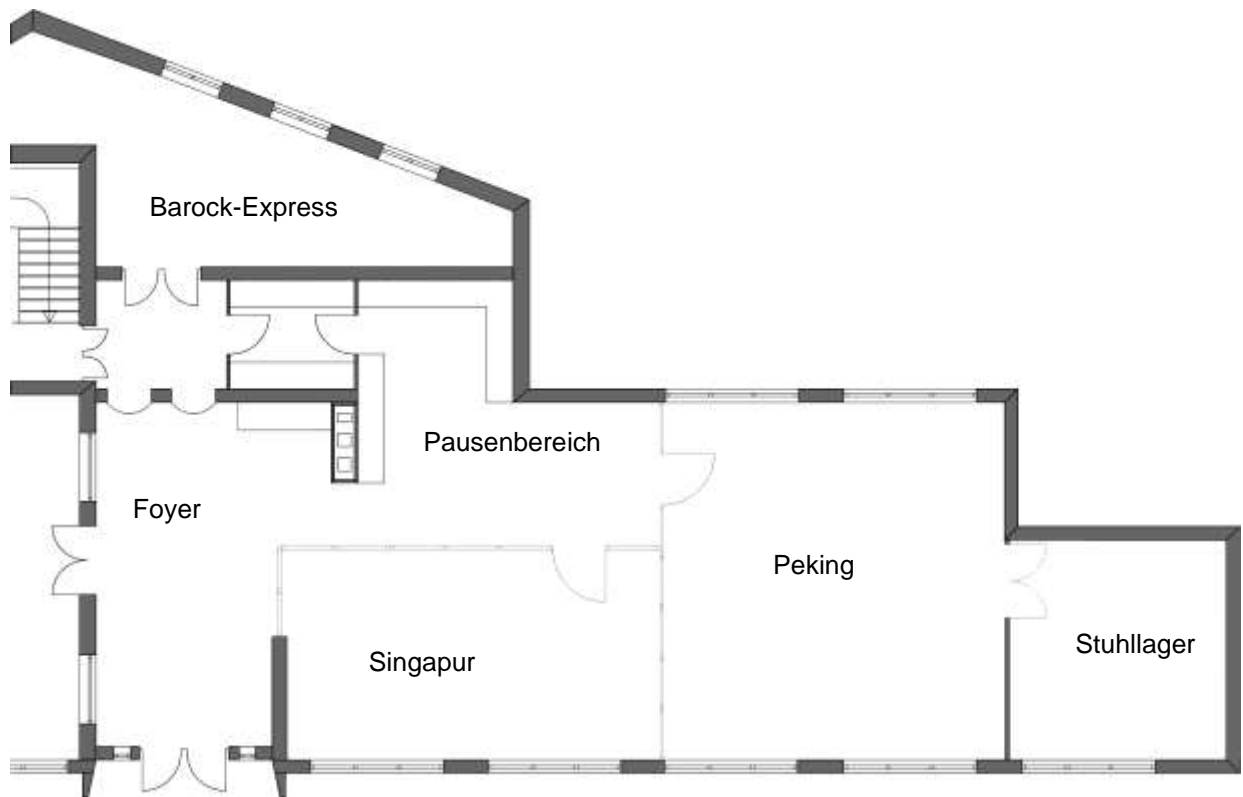 Barock-Express
Pausenbereich
Foyer
Peking
Stuhllager
Singapur